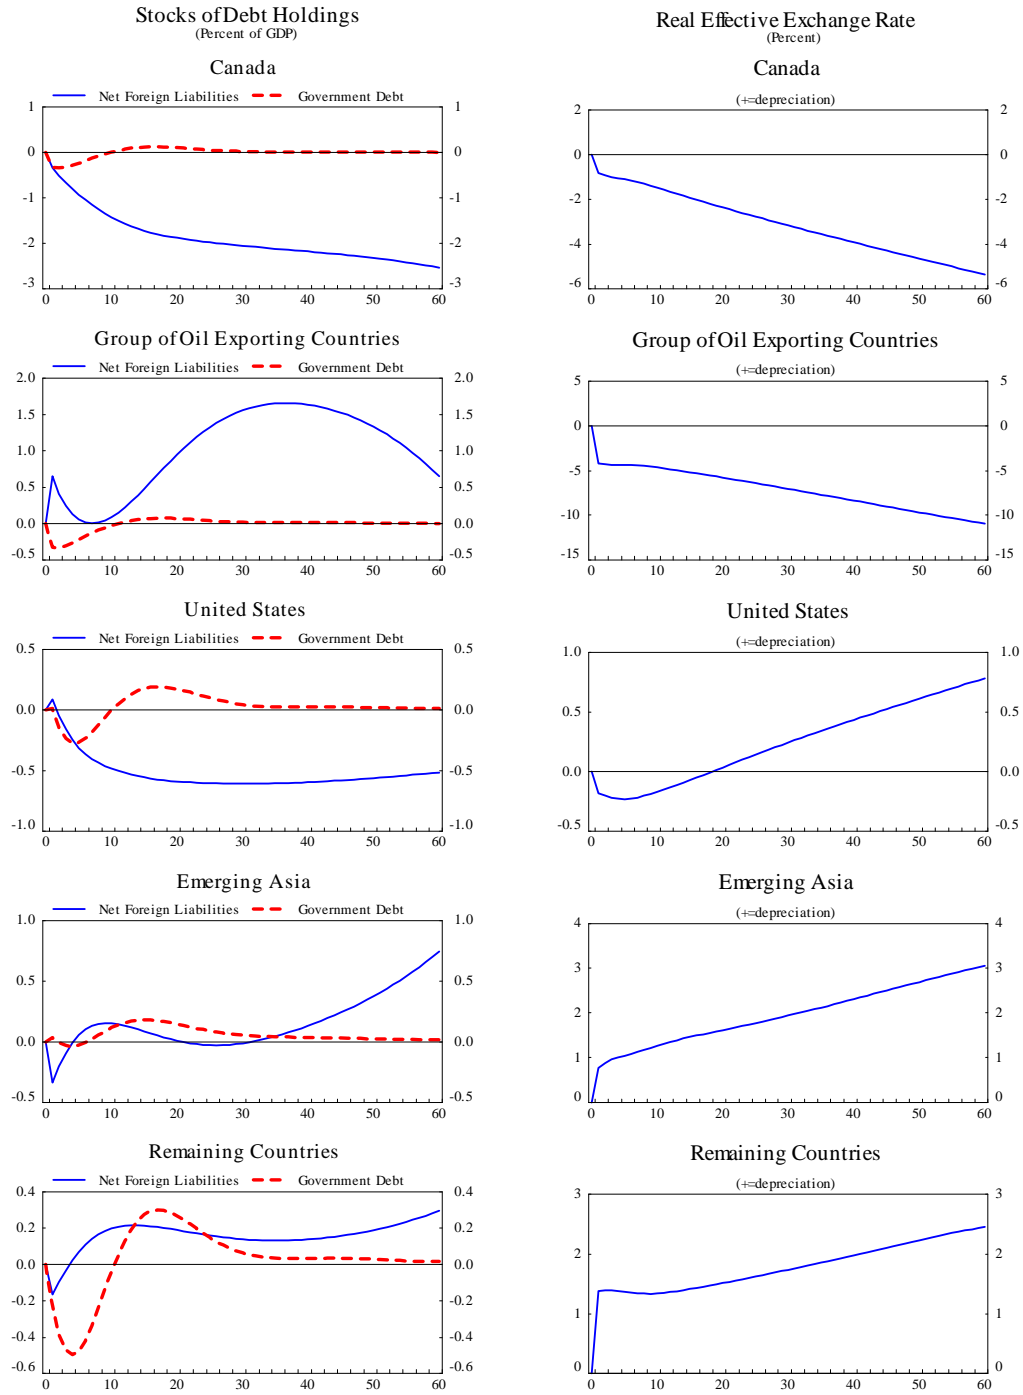 Stocks of Debt Holdings
(Percent of GDP)
Real Effective Exchange Rate
(Percent)
Canada
Net Foreign Liabilities Government Debt
1 1
0 0
-1 -1
-2 -2
-3 -3
0 10 20 30 40 50 60
Canada
(+=depreciation)
2 2
0 0
-2 -2
-4 -4
-6 -6
0 10 20 30 40 50 60
Group of Oil Exporting Countries
Net Foreign Liabilities Government Debt
2.0 2.0
1.5 1.5
1.0 1.0
0.5 0.5
0.0 0.0
-0.5 -0.5
0 10 20 30 40 50 60
Group of Oil Exporting Countries
(+=depreciation)
5 5
0 0
-5 -5
-10 -10
-15 -15
0 10 20 30 40 50 60
United States
Net Foreign Liabilities Government Debt
0.5 0.5
0.0 0.0
-0.5 -0.5
-1.0 -1.0
0 10 20 30 40 50 60
United States
(+=depreciation)
1.0 1.0
0.5 0.5
0.0 0.0
-0.5 -0.5
0 10 20 30 40 50 60
Emerging Asia
Net Foreign Liabilities Government Debt
1.0 1.0
0.5 0.5
0.0 0.0
-0.5 -0.5
0 10 20 30 40 50 60
Emerging Asia
(+=depreciation)
4 4
3 3
2 2
1 1
0 0
0 10 20 30 40 50 60
Remaining Countries
Net Foreign Liabilities Government Debt
0.4 0.4
0.2 0.2
0.0 0.0
-0.2 -0.2
-0.4 -0.4
-0.6 -0.6
0 10 20 30 40 50 60
Remaining Countries
(+=depreciation)
3 3
2 2
1 1
0 0
0 10 20 30 40 50 60